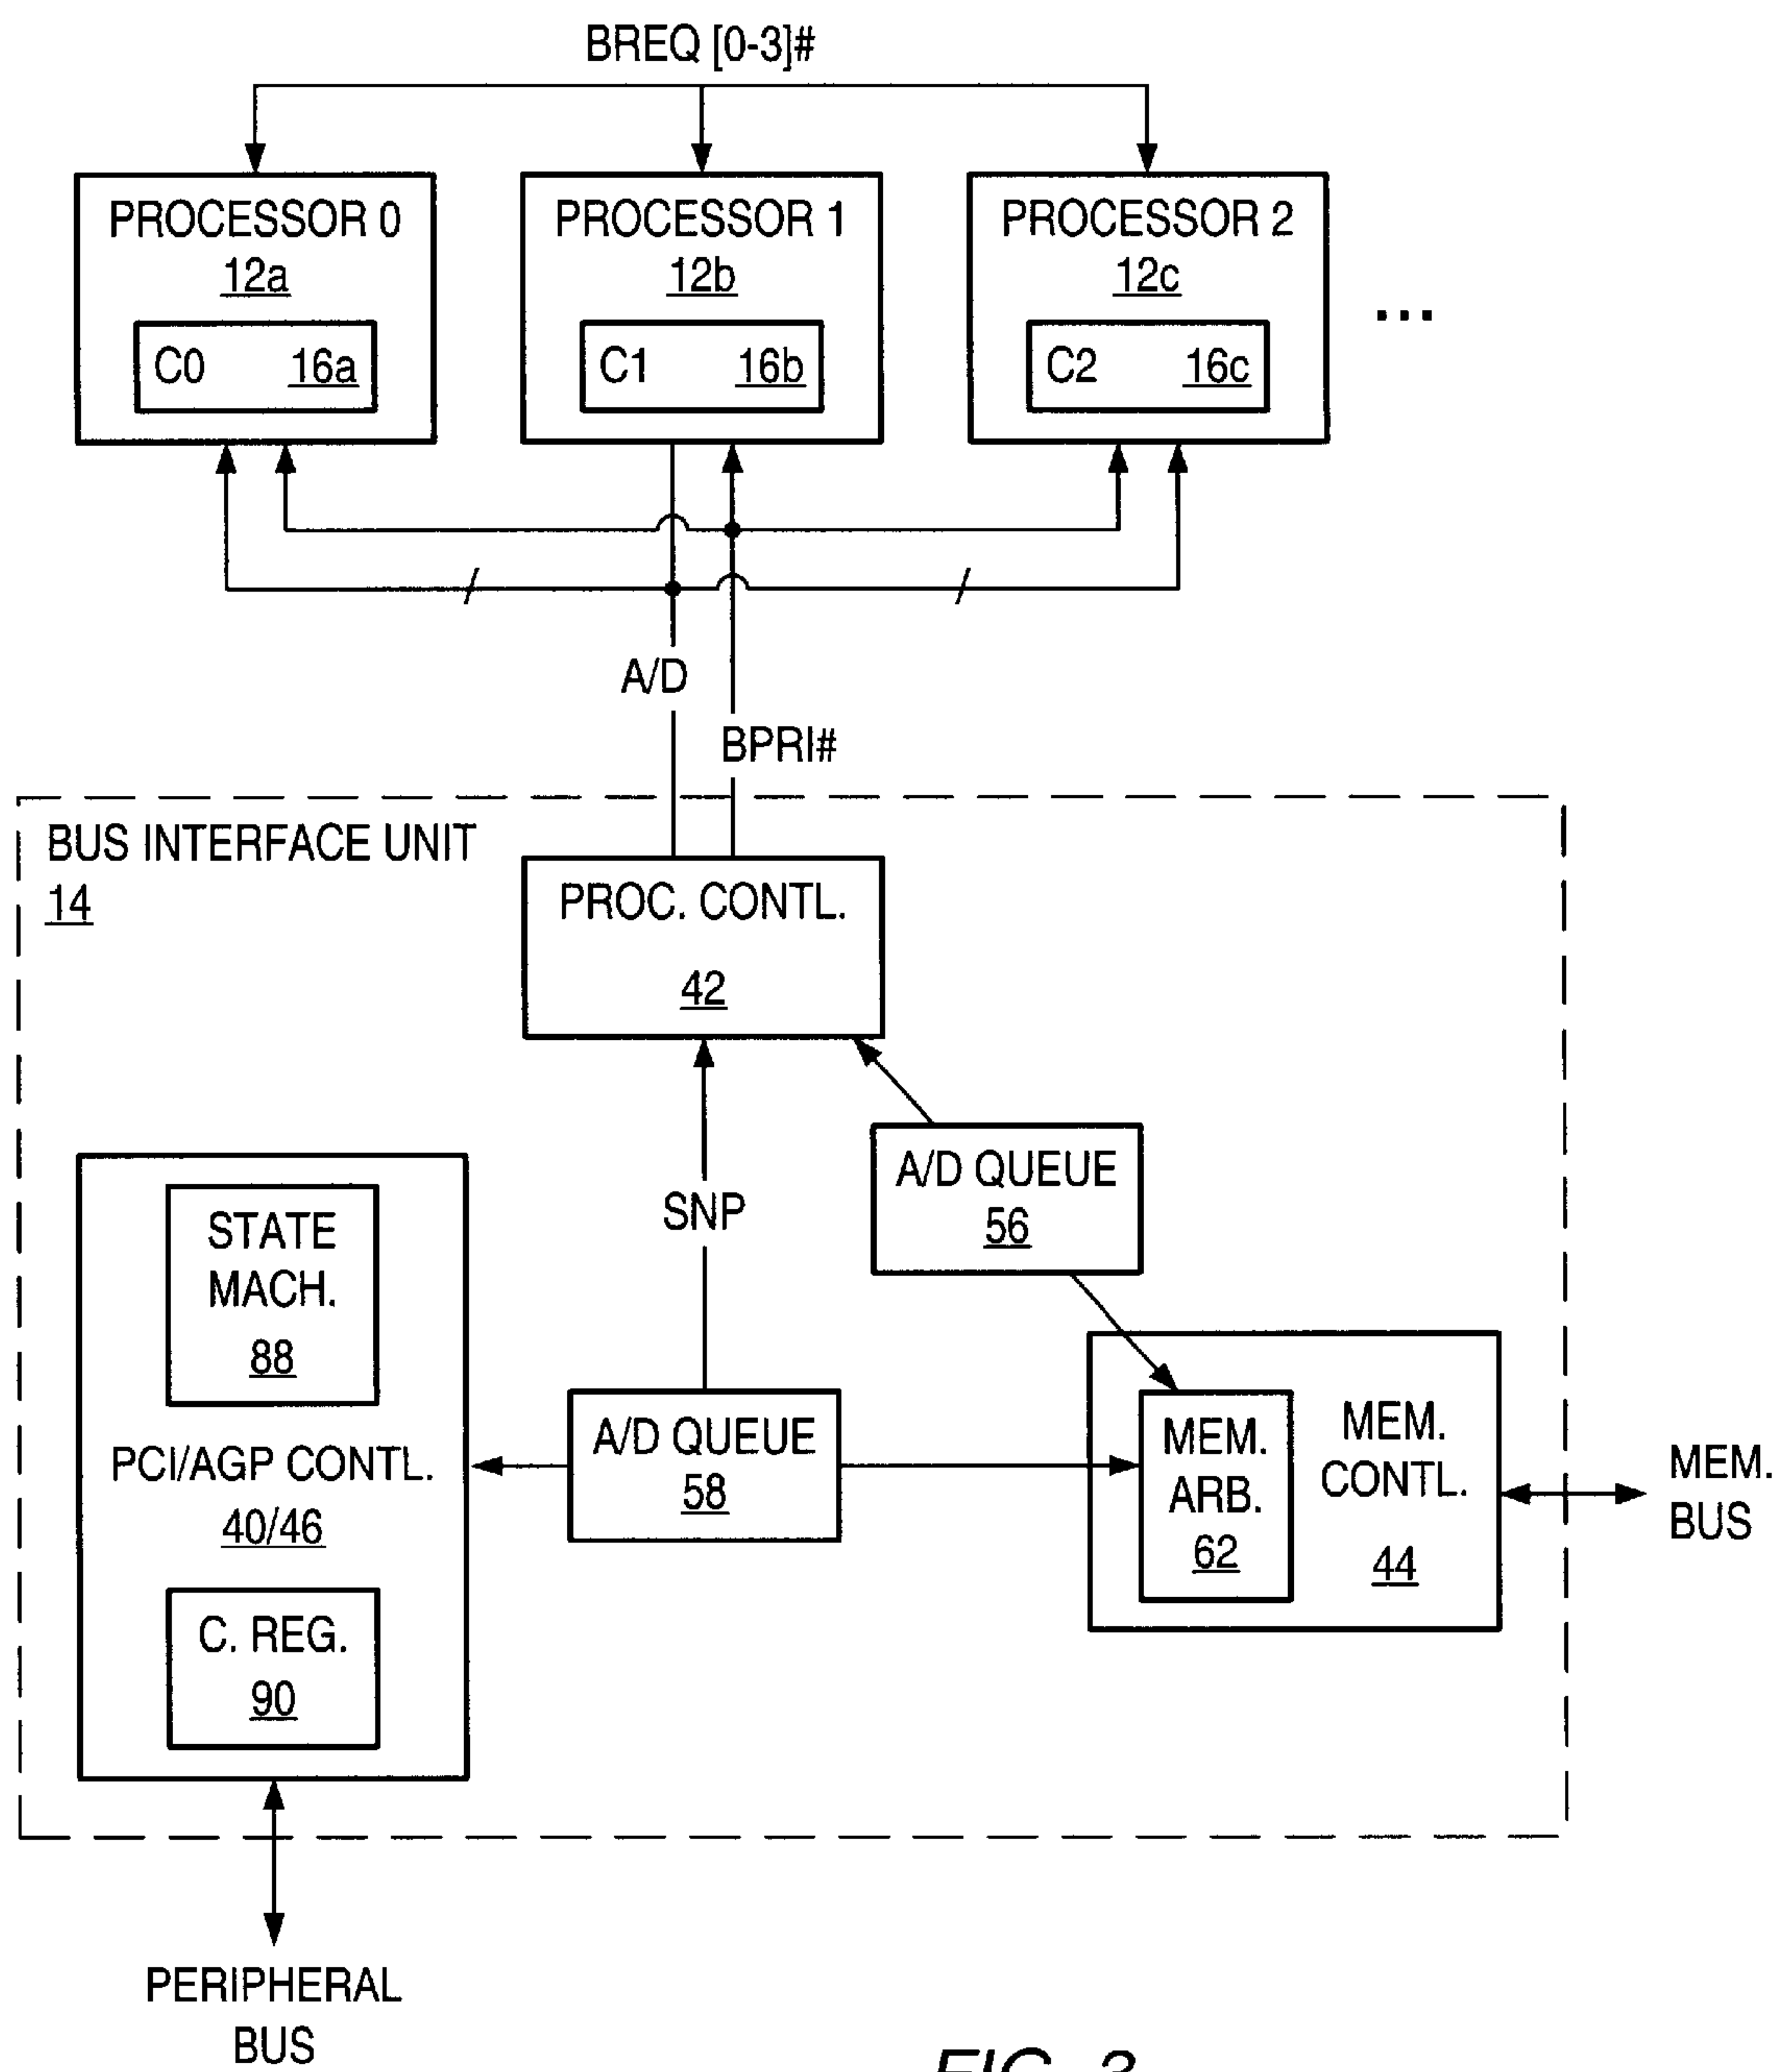 BREQ [0-3]#
PROCESSOR 0
12a
C0 16a
PROCESSOR 1
12b
C1 16b
PROCESSOR 2
12c
C2 16c
...
A/D
BPRI#
BUS INTERFACE UNIT
14
PROC. CONTL.
42
SNP
A/D QUEUE
56
STATE
MACH.
88
PCI/AGP CONTL.
40/46
C. REG.
90
A/D QUEUE
58
MEM.
ARB.
62
MEM.
CONTL.
44
MEM.
BUS
PERIPHERAL
BUS